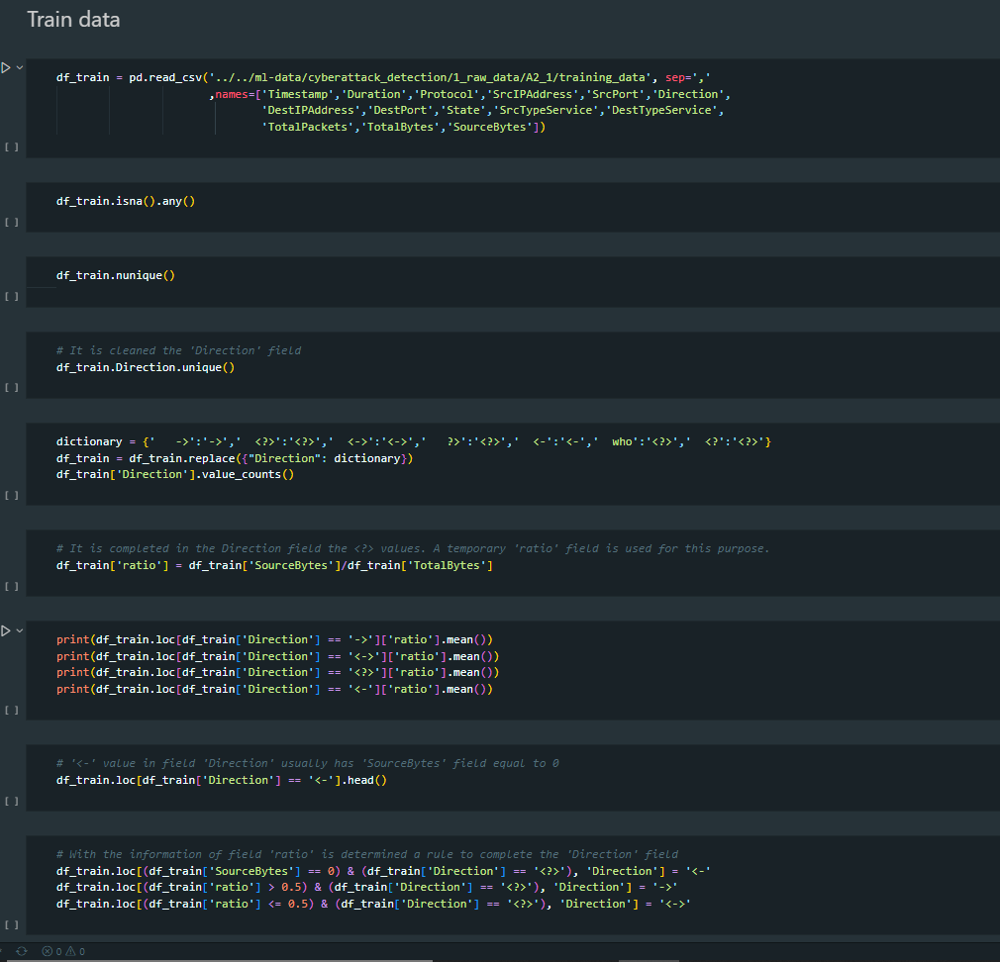 Train data
df_train = pd.read_csv('../../ml-data/cyberattack_detection/1_raw_data/A2_1/training_data', sep=','
,names=['Timestamp','Duration','Protocol','SrcIPAddress','SrcPort','Direction',
'DestIPAddress','DestPort','State','SrcTypeService','DestTypeService',
'TotalPackets','TotalBytes','SourceBytes'])
[ ]
df_train.isna().any()
[ ]
df_train.nunique()
[ ]
# It is cleaned the 'Direction' field
df_train.Direction.unique()
[ ]
dictionary = {'   ->':'->','  <?>':'<?>','  <->':'<->','   ?>':'<?>','  <-':'<-','  who':'<?>','  <?':'<?>'}
df_train = df_train.replace({"Direction": dictionary})
df_train['Direction'].value_counts()
[ ]
# It is completed in the Direction field the <?> values. A temporary 'ratio' field is used for this purpose.
df_train['ratio'] = df_train['SourceBytes']/df_train['TotalBytes']
[ ]
print(df_train.loc[df_train['Direction'] == '->']['ratio'].mean())
print(df_train.loc[df_train['Direction'] == '<->']['ratio'].mean())
print(df_train.loc[df_train['Direction'] == '<?>']['ratio'].mean())
print(df_train.loc[df_train['Direction'] == '<-']['ratio'].mean())
[ ]
# '<-' value in field 'Direction' usually has 'SourceBytes' field equal to 0
df_train.loc[df_train['Direction'] == '<-'].head()
[ ]
# With the information of field 'ratio' is determined a rule to complete the 'Direction' field
df_train.loc[(df_train['SourceBytes'] == 0) & (df_train['Direction'] == '<?>'), 'Direction'] = '<-'
df_train.loc[(df_train['ratio'] > 0.5) & (df_train['Direction'] == '<?>'), 'Direction'] = '->'
df_train.loc[(df_train['ratio'] <= 0.5) & (df_train['Direction'] == '<?>'), 'Direction'] = '<->'
[ ]
0 0